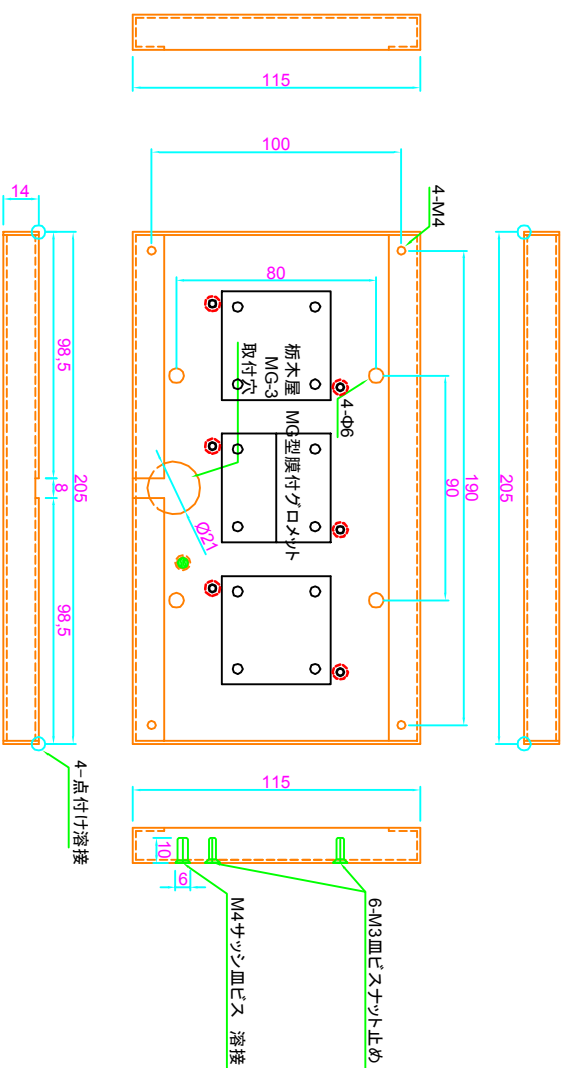 115
100
14
4-M4
80
98,5
205
8
98,5
栃木屋
MG-3
取付穴
MG型膜付グロメット
4-Φ6
90
190
205
Ø21
4-点付け溶接
115
10
6
6-M3皿ビスナット止め
M4サッシ皿ビス 溶接